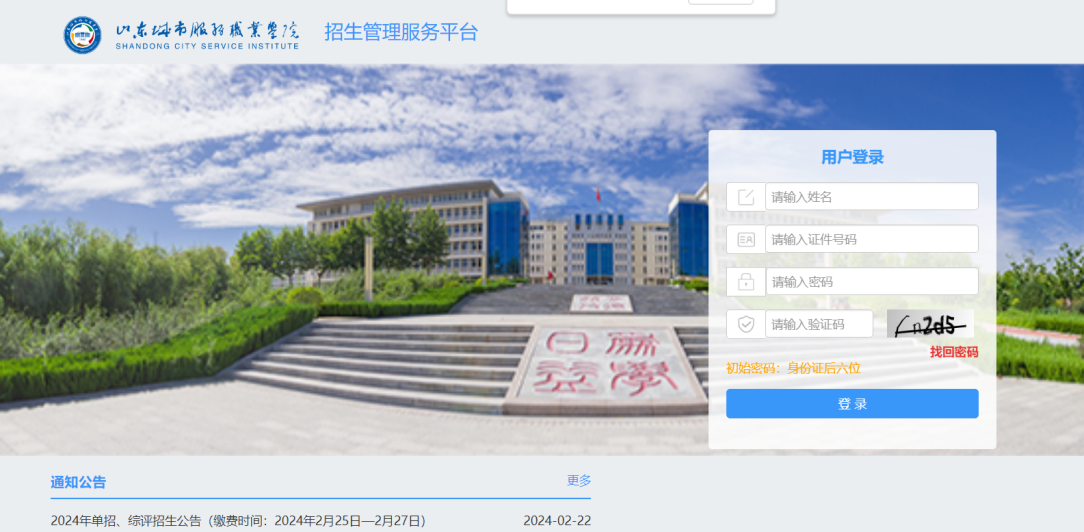 山东城市服务职业学院
SHANDONG CITY SERVICE INSTITUTE
招生管理服务平台
用户登录
请输入姓名
请输入证件号码
请输入密码
请输入验证码
Cn2d5
找回密码
初始密码：身份证后六位
登 录
通知公告
更多
2024年单招、综评招生公告（缴费时间：2024年2月25日—2月27日）
2024-02-22